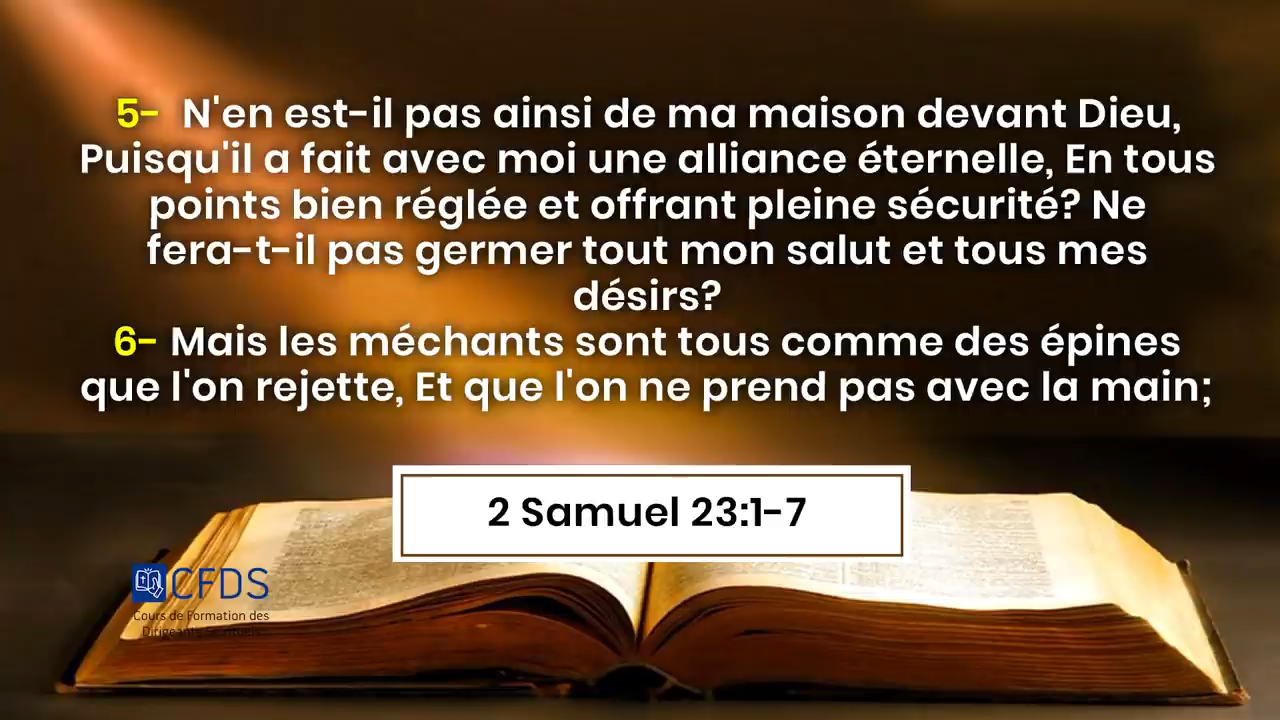 5- N'en est-il pas ainsi de ma maison devant Dieu,
Puisqu'il a fait avec moi une alliance éternelle, En tous
points bien réglée et offrant pleine sécurité? Ne
fera-t-il pas germer tout mon salut et tous mes
désirs?
6- Mais les méchants sont tous comme des épines
que l'on rejette, Et que l'on ne prend pas avec la main;
2 Samuel 23:1-7
CFDS
Cours de Formation des
Dirigeants